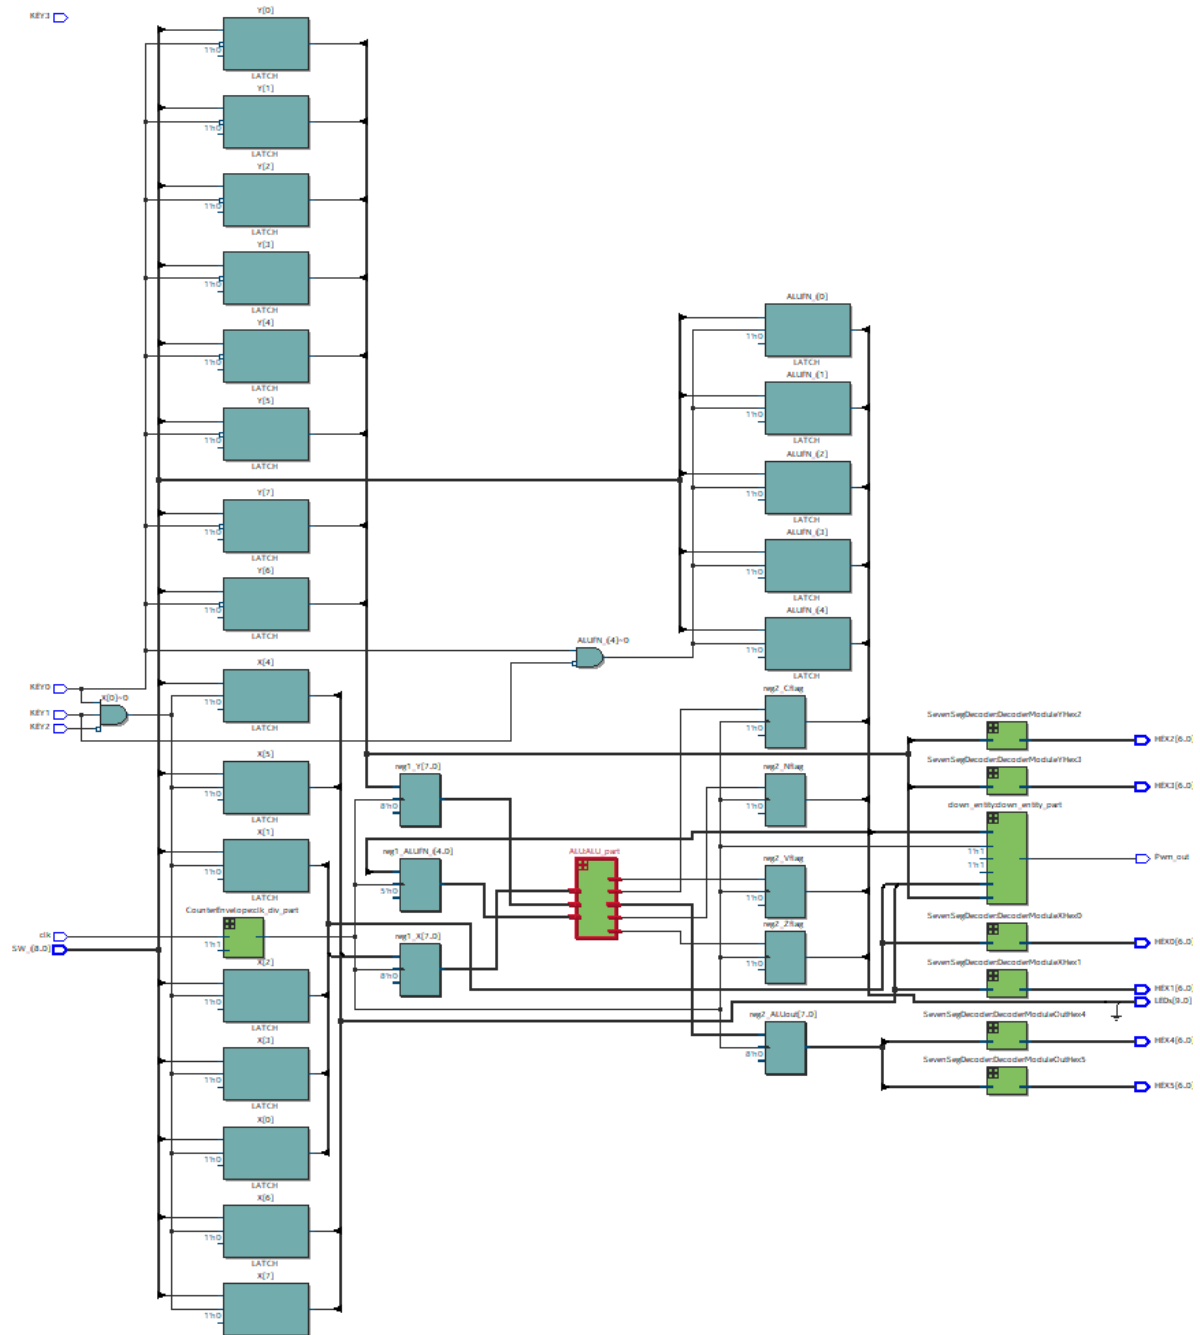 KEY3
Y[0]
1'h0
LATCH
Y[1]
1'h0
LATCH
Y[2]
1'h0
LATCH
Y[3]
1'h0
LATCH
Y[4]
1'h0
LATCH
Y[5]
1'h0
LATCH
Y[7]
1'h0
LATCH
Y[6]
1'h0
LATCH
ALUFN_i[0]
1'h0
LATCH
ALUFN_i[1]
1'h0
LATCH
ALUFN_i[2]
1'h0
LATCH
ALUFN_i[3]
1'h0
LATCH
ALUFN_i[4]
1'h0
LATCH
ALUFN_i[4]~0
KEY0
KEY1
KEY2
X[0]~0
X[4]
1'h0
LATCH
X[5]
1'h0
LATCH
X[1]
1'h0
LATCH
clk
SW_i[8..0]
CounterEnvelope:clk_div_part
1'h1
X[2]
1'h0
LATCH
X[3]
1'h0
LATCH
X[0]
1'h0
LATCH
X[6]
1'h0
LATCH
X[7]
1'h0
reg1_Y[7..0]
8'h0
reg1_ALUFN_i[4..0]
5'h0
reg1_X[7..0]
8'h0
ALU:ALU_part
reg2_Cflag
1'h0
reg2_Nflag
1'h0
reg2_Vflag
1'h0
reg2_Zflag
1'h0
reg2_ALUout[7..0]
8'h0
SevenSegDecoder:DecoderModuleYHex2
HEX2[6..0]
SevenSegDecoder:DecoderModuleYHex3
HEX3[6..0]
down_entity:down_entity_part
1'h1
1'h1
Pwm_out
SevenSegDecoder:DecoderModuleXHex0
HEX0[6..0]
SevenSegDecoder:DecoderModuleXHex1
HEX1[6..0]
LEDs[9..0]
SevenSegDecoder:DecoderModuleOutHex4
HEX4[6..0]
SevenSegDecoder:DecoderModuleOutHex5
HEX5[6..0]